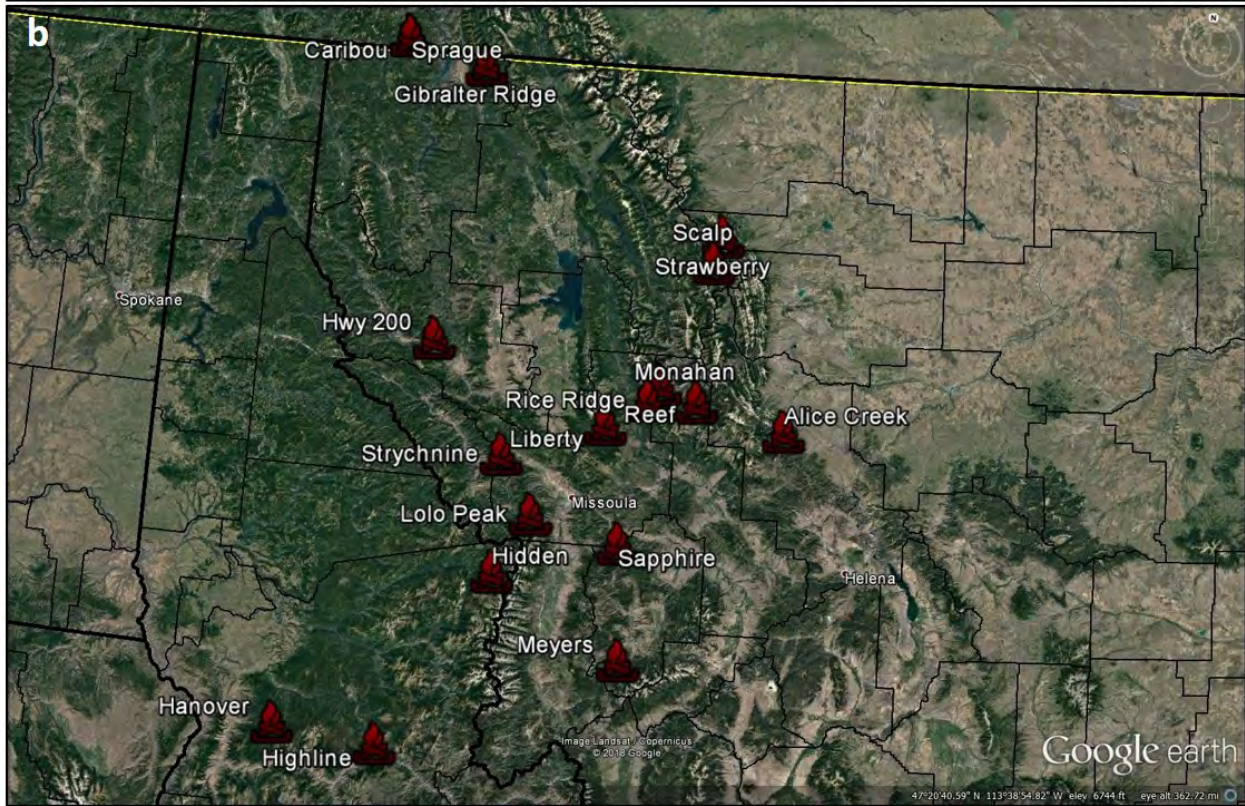 b
Caribou Sprague
Gibralter Ridge
Scalp
Strawberry
Spokane
Hwy 200
Monahan
Rice Ridge
Reef
Alice Creek
Liberty
Strychnine
Missoula
Lolo Peak
Hidden
Sapphire
Helena
Meyers
Hanover
Highline
Image Landsat / Copernicus
© 2018 Google
Google earth
47°20'40.59" N 113°38'54.82" W elev 6744 ft eye alt 362.72 mi
N